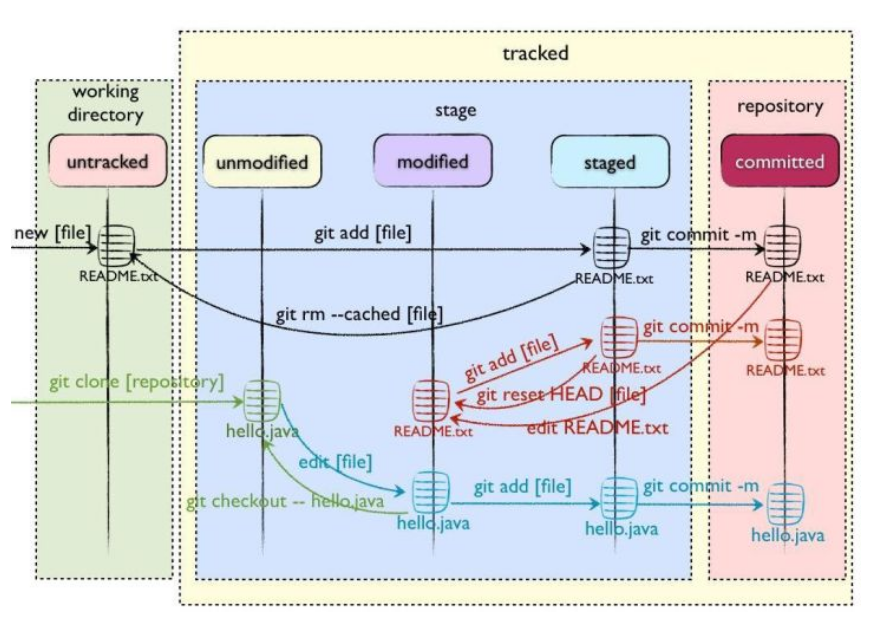 tracked
working
directory
stage
repository
untracked
unmodified
modified
staged
committed
new [file]
git add [file]
git commit -m
README.txt
README.txt
README.txt
git rm --cached [file]
git add [file]
git commit -m
README.txt
README.txt
git clone [repository]
git reset HEAD [file]
hello.java
README.txt
edit README.txt
edit [file]
git add [file]
git commit -m
git checkout -- hello.java
hello.java
hello.java
hello.java